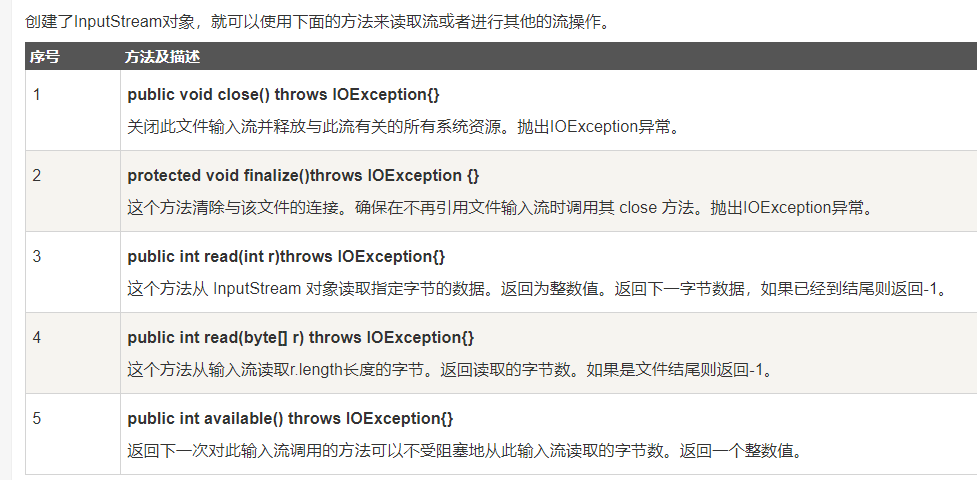 创建了InputStream对象，就可以使用下面的方法来读取流或者进行其他的流操作。
序号 方法及描述
1 public void close() throws IOException{}
关闭此文件输入流并释放与此流有关的所有系统资源。抛出IOException异常。
2 protected void finalize()throws IOException {}
这个方法清除与该文件的连接。确保在不再引用文件输入流时调用其 close 方法。抛出IOException异常。
3 public int read(int r)throws IOException{}
这个方法从 InputStream 对象读取指定字节的数据。返回为整数值。返回下一字节数据，如果已经到结尾则返回-1。
4 public int read(byte[] r) throws IOException{}
这个方法从输入流读取r.length长度的字节。返回读取的字节数。如果是文件结尾则返回-1。
5 public int available() throws IOException{}
返回下一次对此输入流调用的方法可以不受阻塞地从此输入流读取的字节数。返回一个整数值。